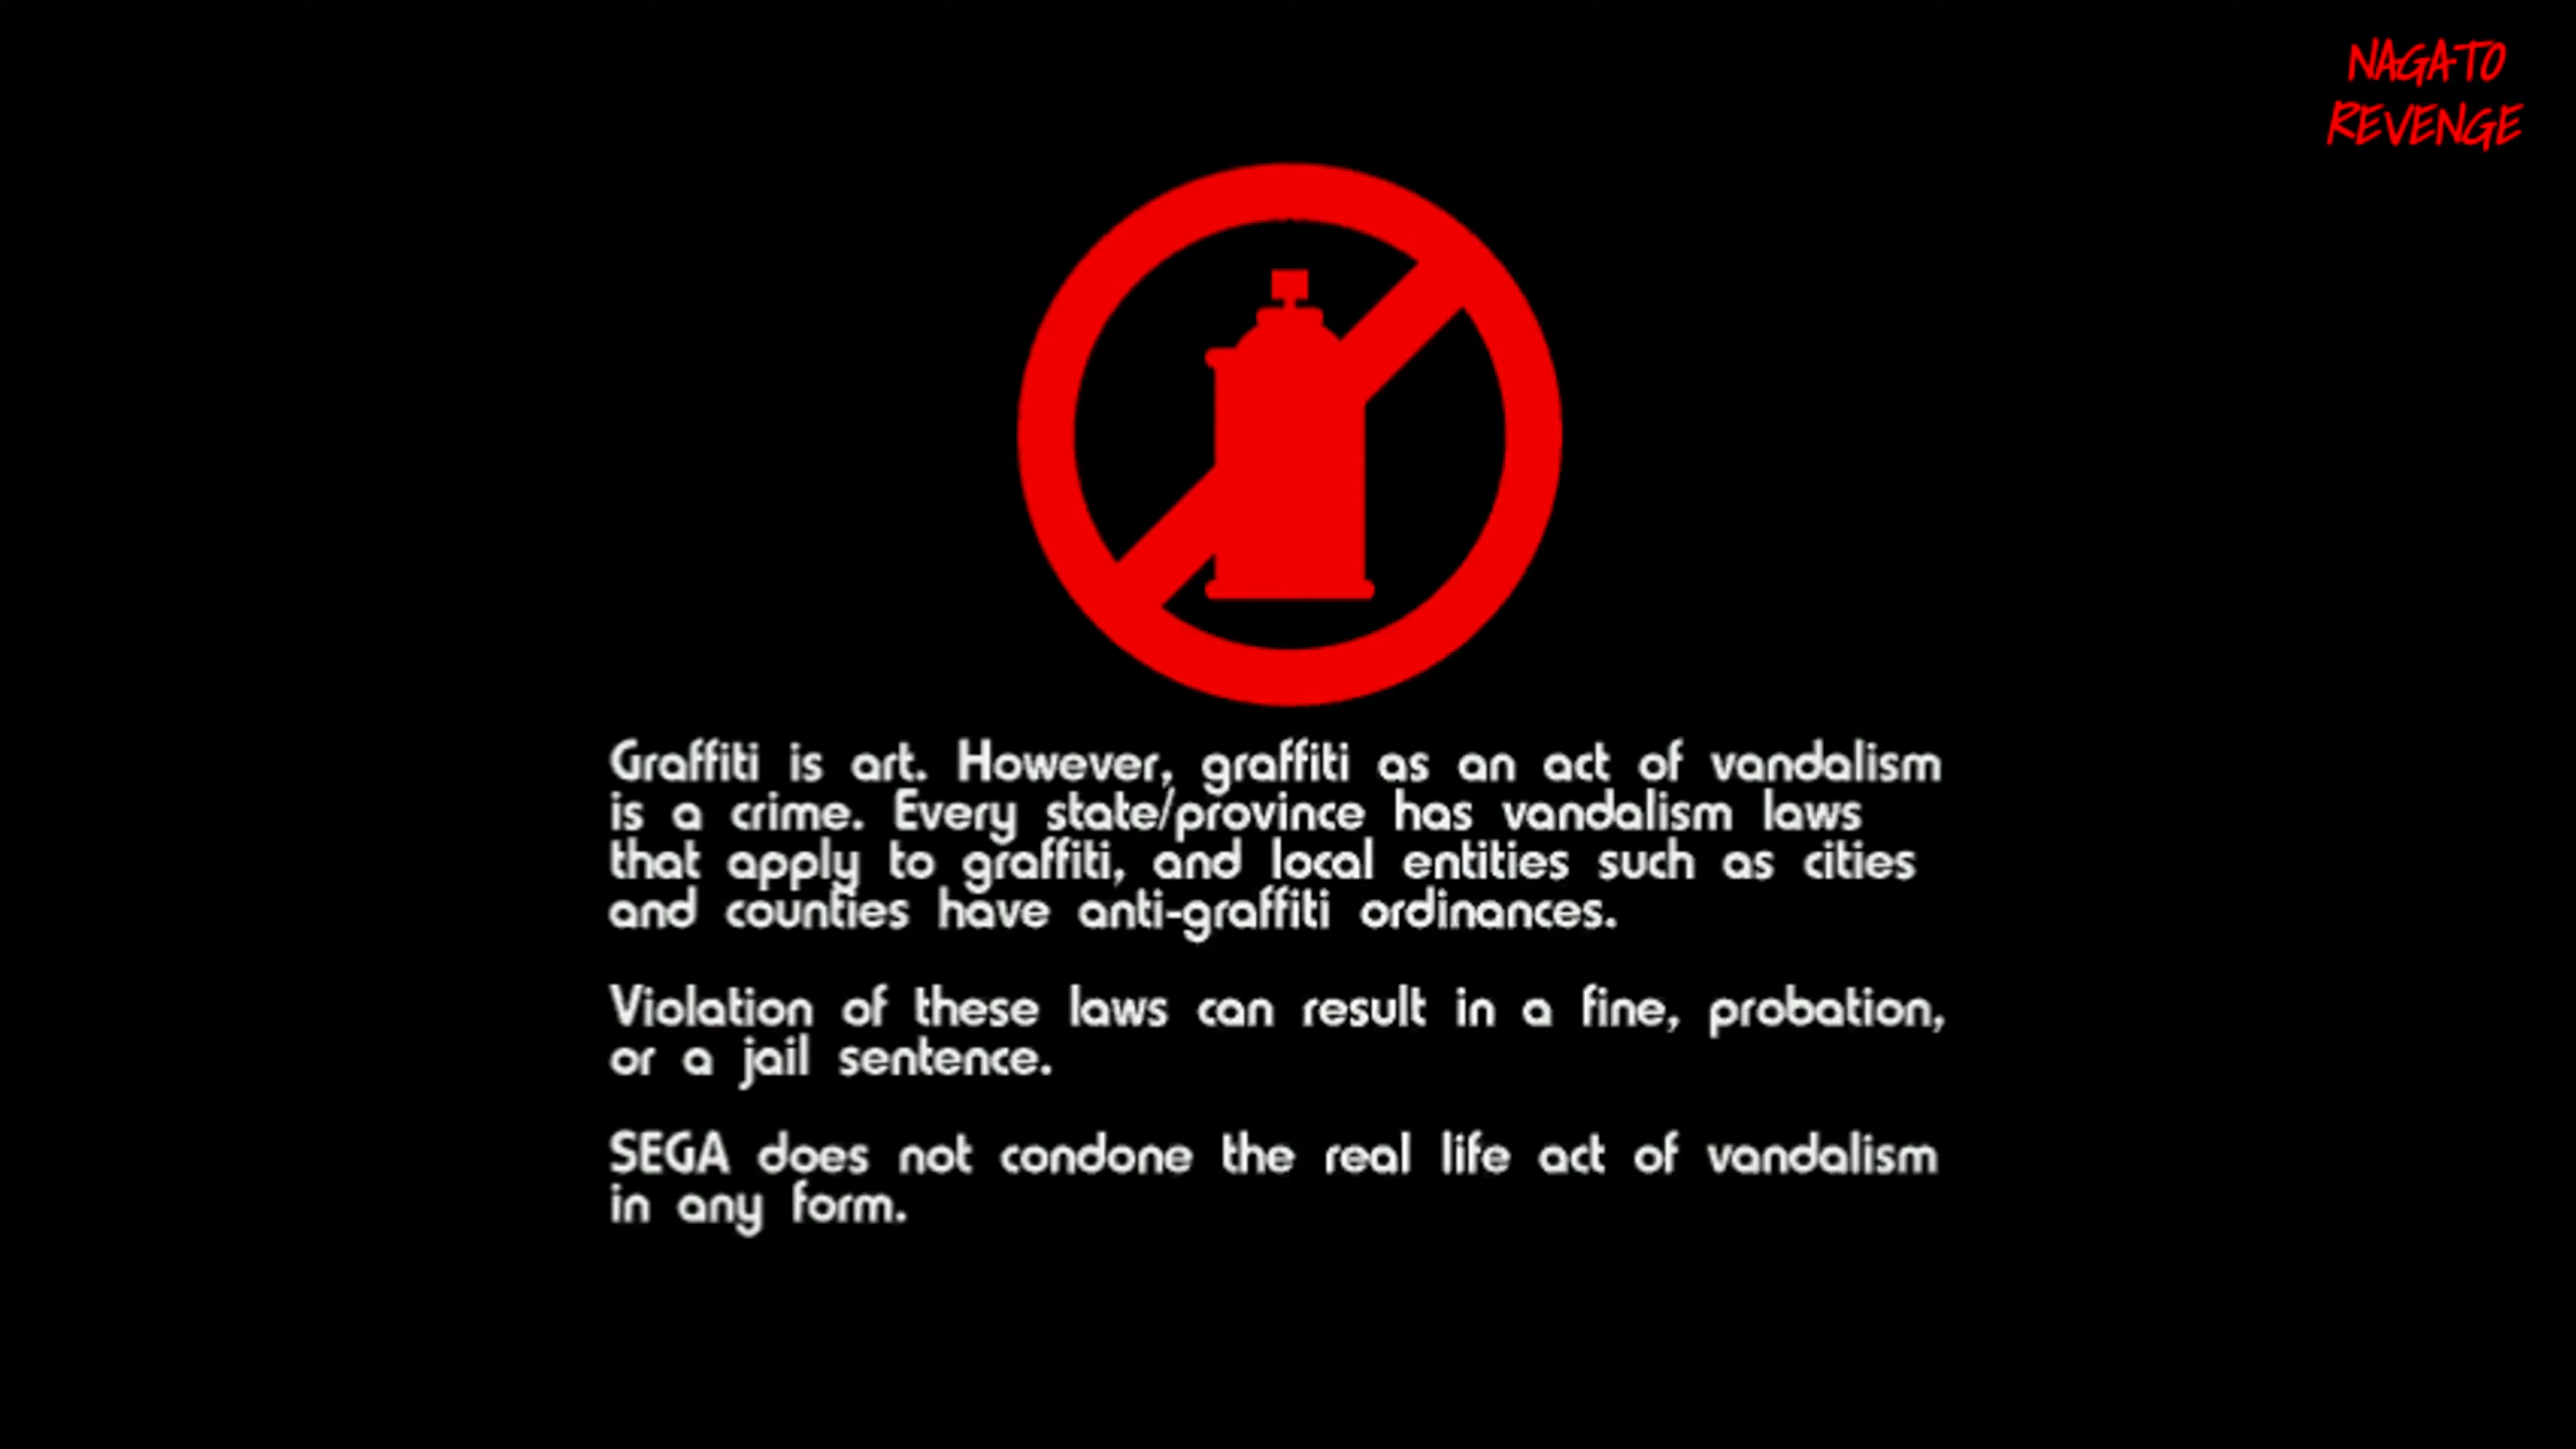 NAGATO
REVENGE
Graffiti is art. However, graffiti as an act of vandalism
is a crime. Every state/province has vandalism laws
that apply to graffiti, and local entities such as cities
and counties have anti-graffiti ordinances.
Violation of these laws can result in a fine, probation,
or a jail sentence.
SEGA does not condone the real life act of vandalism
in any form.